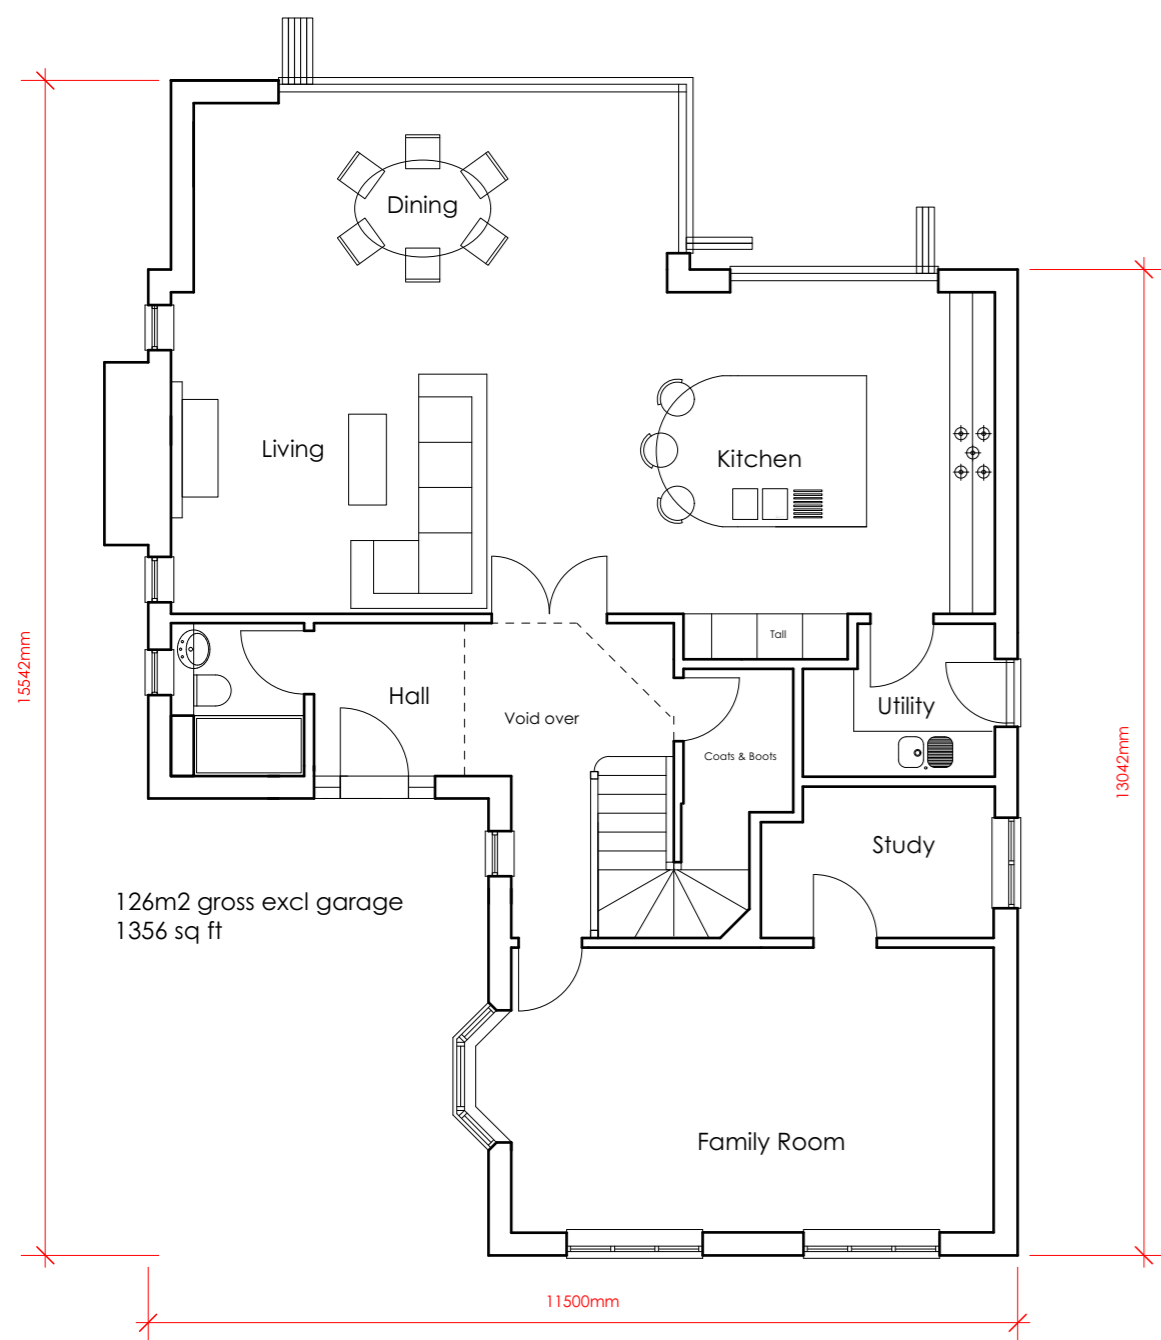 Dining
Living
Kitchen
Tall
15542mm
Hall
Utility
Void over
Coats & Boots
13042mm
Study
126m2 gross excl garage
1356 sq ft
Family Room
11500mm